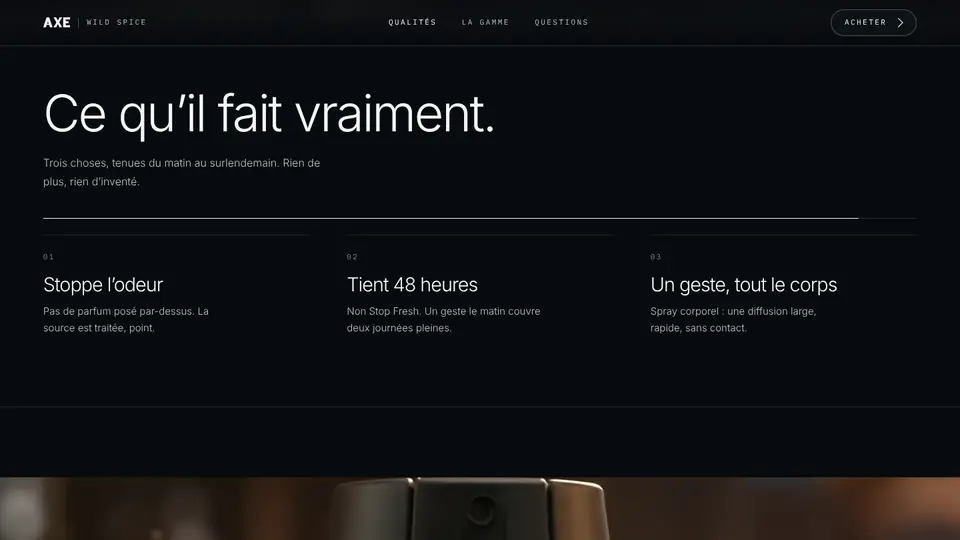 AXE | WILD SPICE
QUALITÉS
LA GAMME
QUESTIONS
ACHETER
Ce qu’il fait vraiment.
Trois choses, tenues du matin au surlendemain. Rien de
plus, rien d’inventé.
01
Stoppe l’odeur
Pas de parfum posé par-dessus. La
source est traitée, point.
02
Tient 48 heures
Non Stop Fresh. Un geste le matin couvre
deux journées pleines.
03
Un geste, tout le corps
Spray corporel : une diffusion large,
rapide, sans contact.